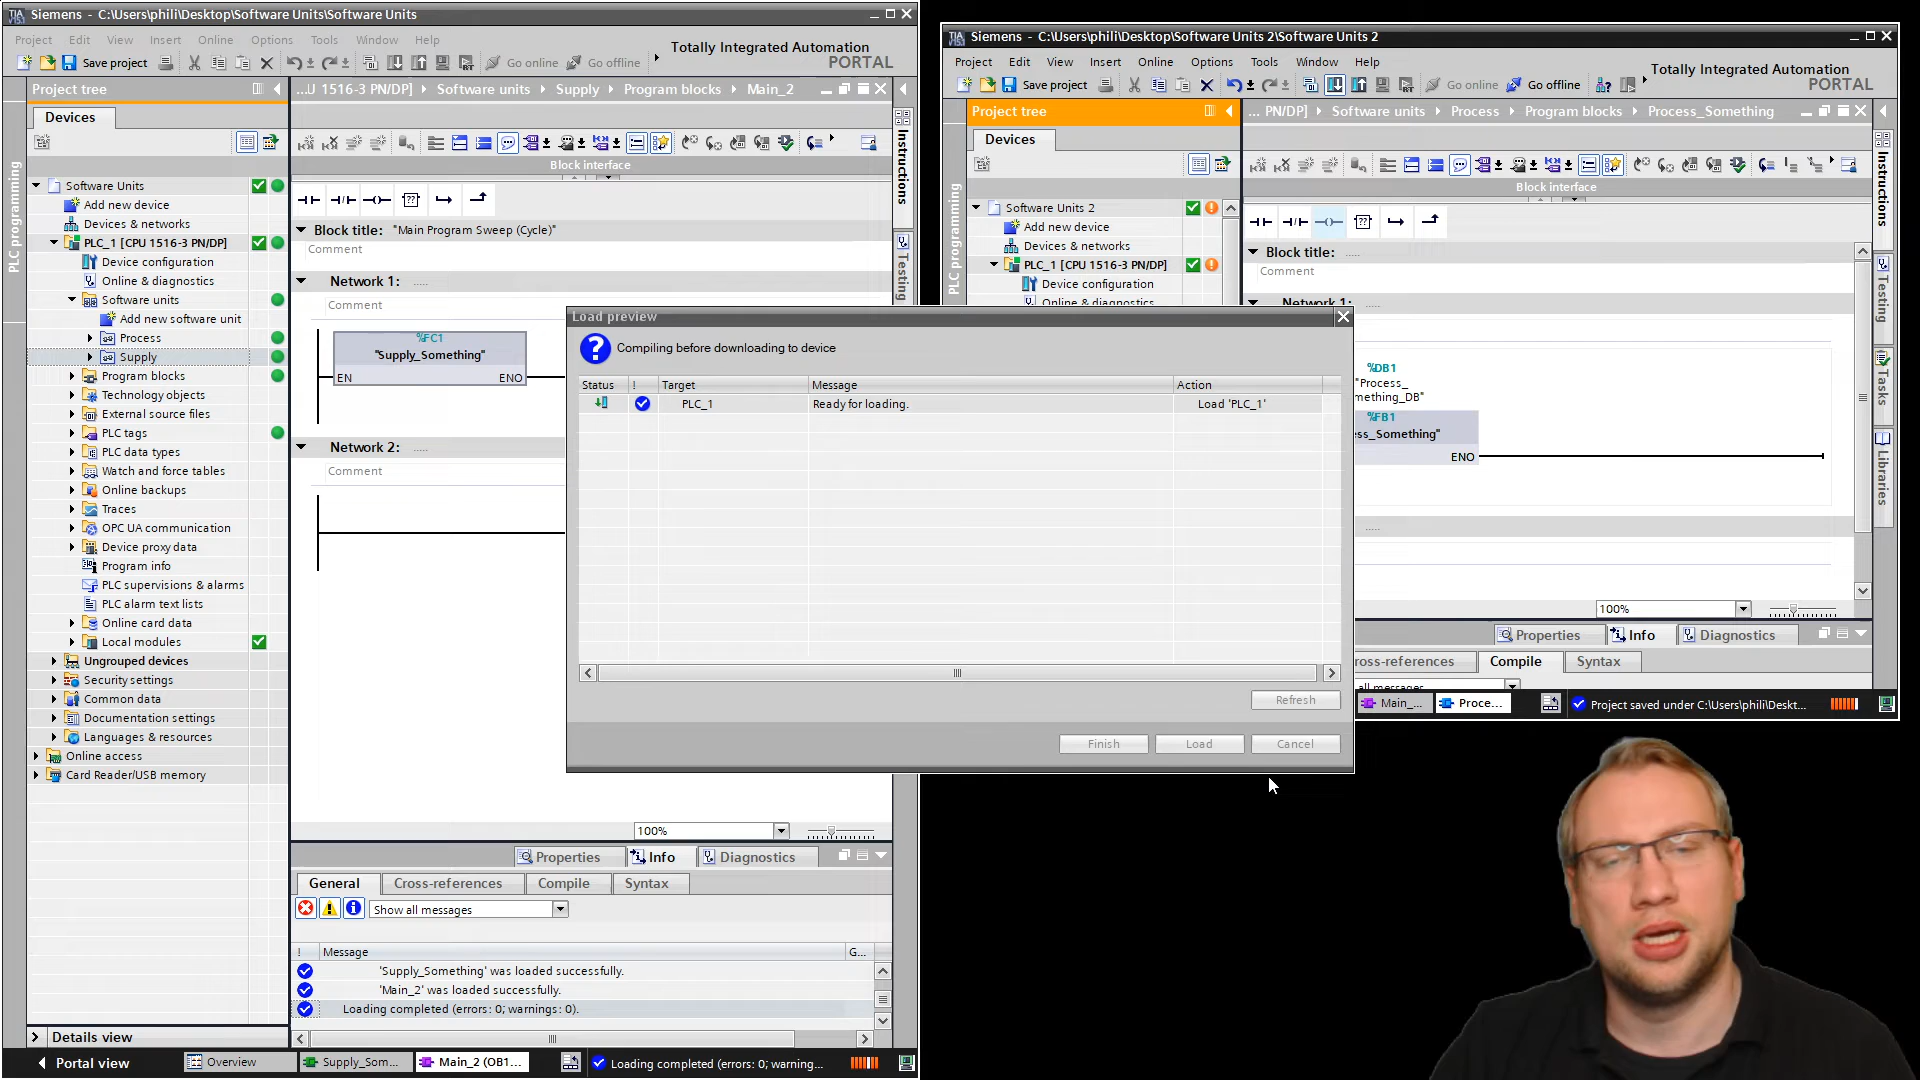 Siemens - C:\Users\phili\Desktop\Software Units\Software Units
Project Edit View Insert Online Options Tools Window Help
Totally Integrated Automation
PORTAL
Save project
Go online
Go offline
Project tree
...U 1516-3 PN/DP] Software units Program blocks Main_2
Supply
Devices
PLC programming
Instructions
Testing
Block interface
Software Units
Add new device
Devices & networks
PLC_1 [CPU 1516-3 PN/DP]
Device configuration
Online & diagnostics
Software units
Add new software unit
Process
Supply
Program blocks
Technology objects
External source files
PLC tags
PLC data types
Watch and force tables
Online backups
Traces
OPC UA communication
Device proxy data
Program info
PLC supervisions & alarms
PLC alarm text lists
Online card data
Local modules
Ungrouped devices
Security settings
Common data
Documentation settings
Languages & resources
Online access
Card Reader/USB memory
Details view
Block title: "Main Program Sweep (Cycle)"
Comment
Network 1: .....
Comment
%FC1
"Supply_Something"
EN ENO
Network 2: .....
Comment
100%
Properties Info Diagnostics
General Cross-references Compile Syntax
Show all messages
! Message G...
'Supply_Something' was loaded successfully.
'Main_2' was loaded successfully.
Loading completed (errors: 0; warnings: 0).
Portal view Overview Supply_Som... Main_2 (OB1... Loading completed (errors: 0; warning...
Load preview
Compiling before downloading to device
Status ! Target Message Action
PLC_1 Ready for loading. Load 'PLC_1'
Refresh
Finish Load Cancel
Siemens - C:\Users\phili\Desktop\Software Units 2\Software Units 2
Project Edit View Insert Online Options Tools Window Help
Totally Integrated Automation
PORTAL
Save project
Go online
Go offline
Project tree
... PN/DP] Software units Process Program blocks Process_Something
Devices
PLC programming
Block interface
Software Units 2
Add new device
Devices & networks
PLC_1 [CPU 1516-3 PN/DP]
Device configuration
Online & diagnostics
Block title: .....
Comment
Network 1: .....
%DB1
"Process_
mething_DB"
%FB1
ss_Something"
ENO
.....
100%
Properties Info Diagnostics
ross-references Compile Syntax
all messages
Main_... Proce... Project saved under C:\Users\phili\Deskt...
Instructions
Testing
Tasks
Libraries